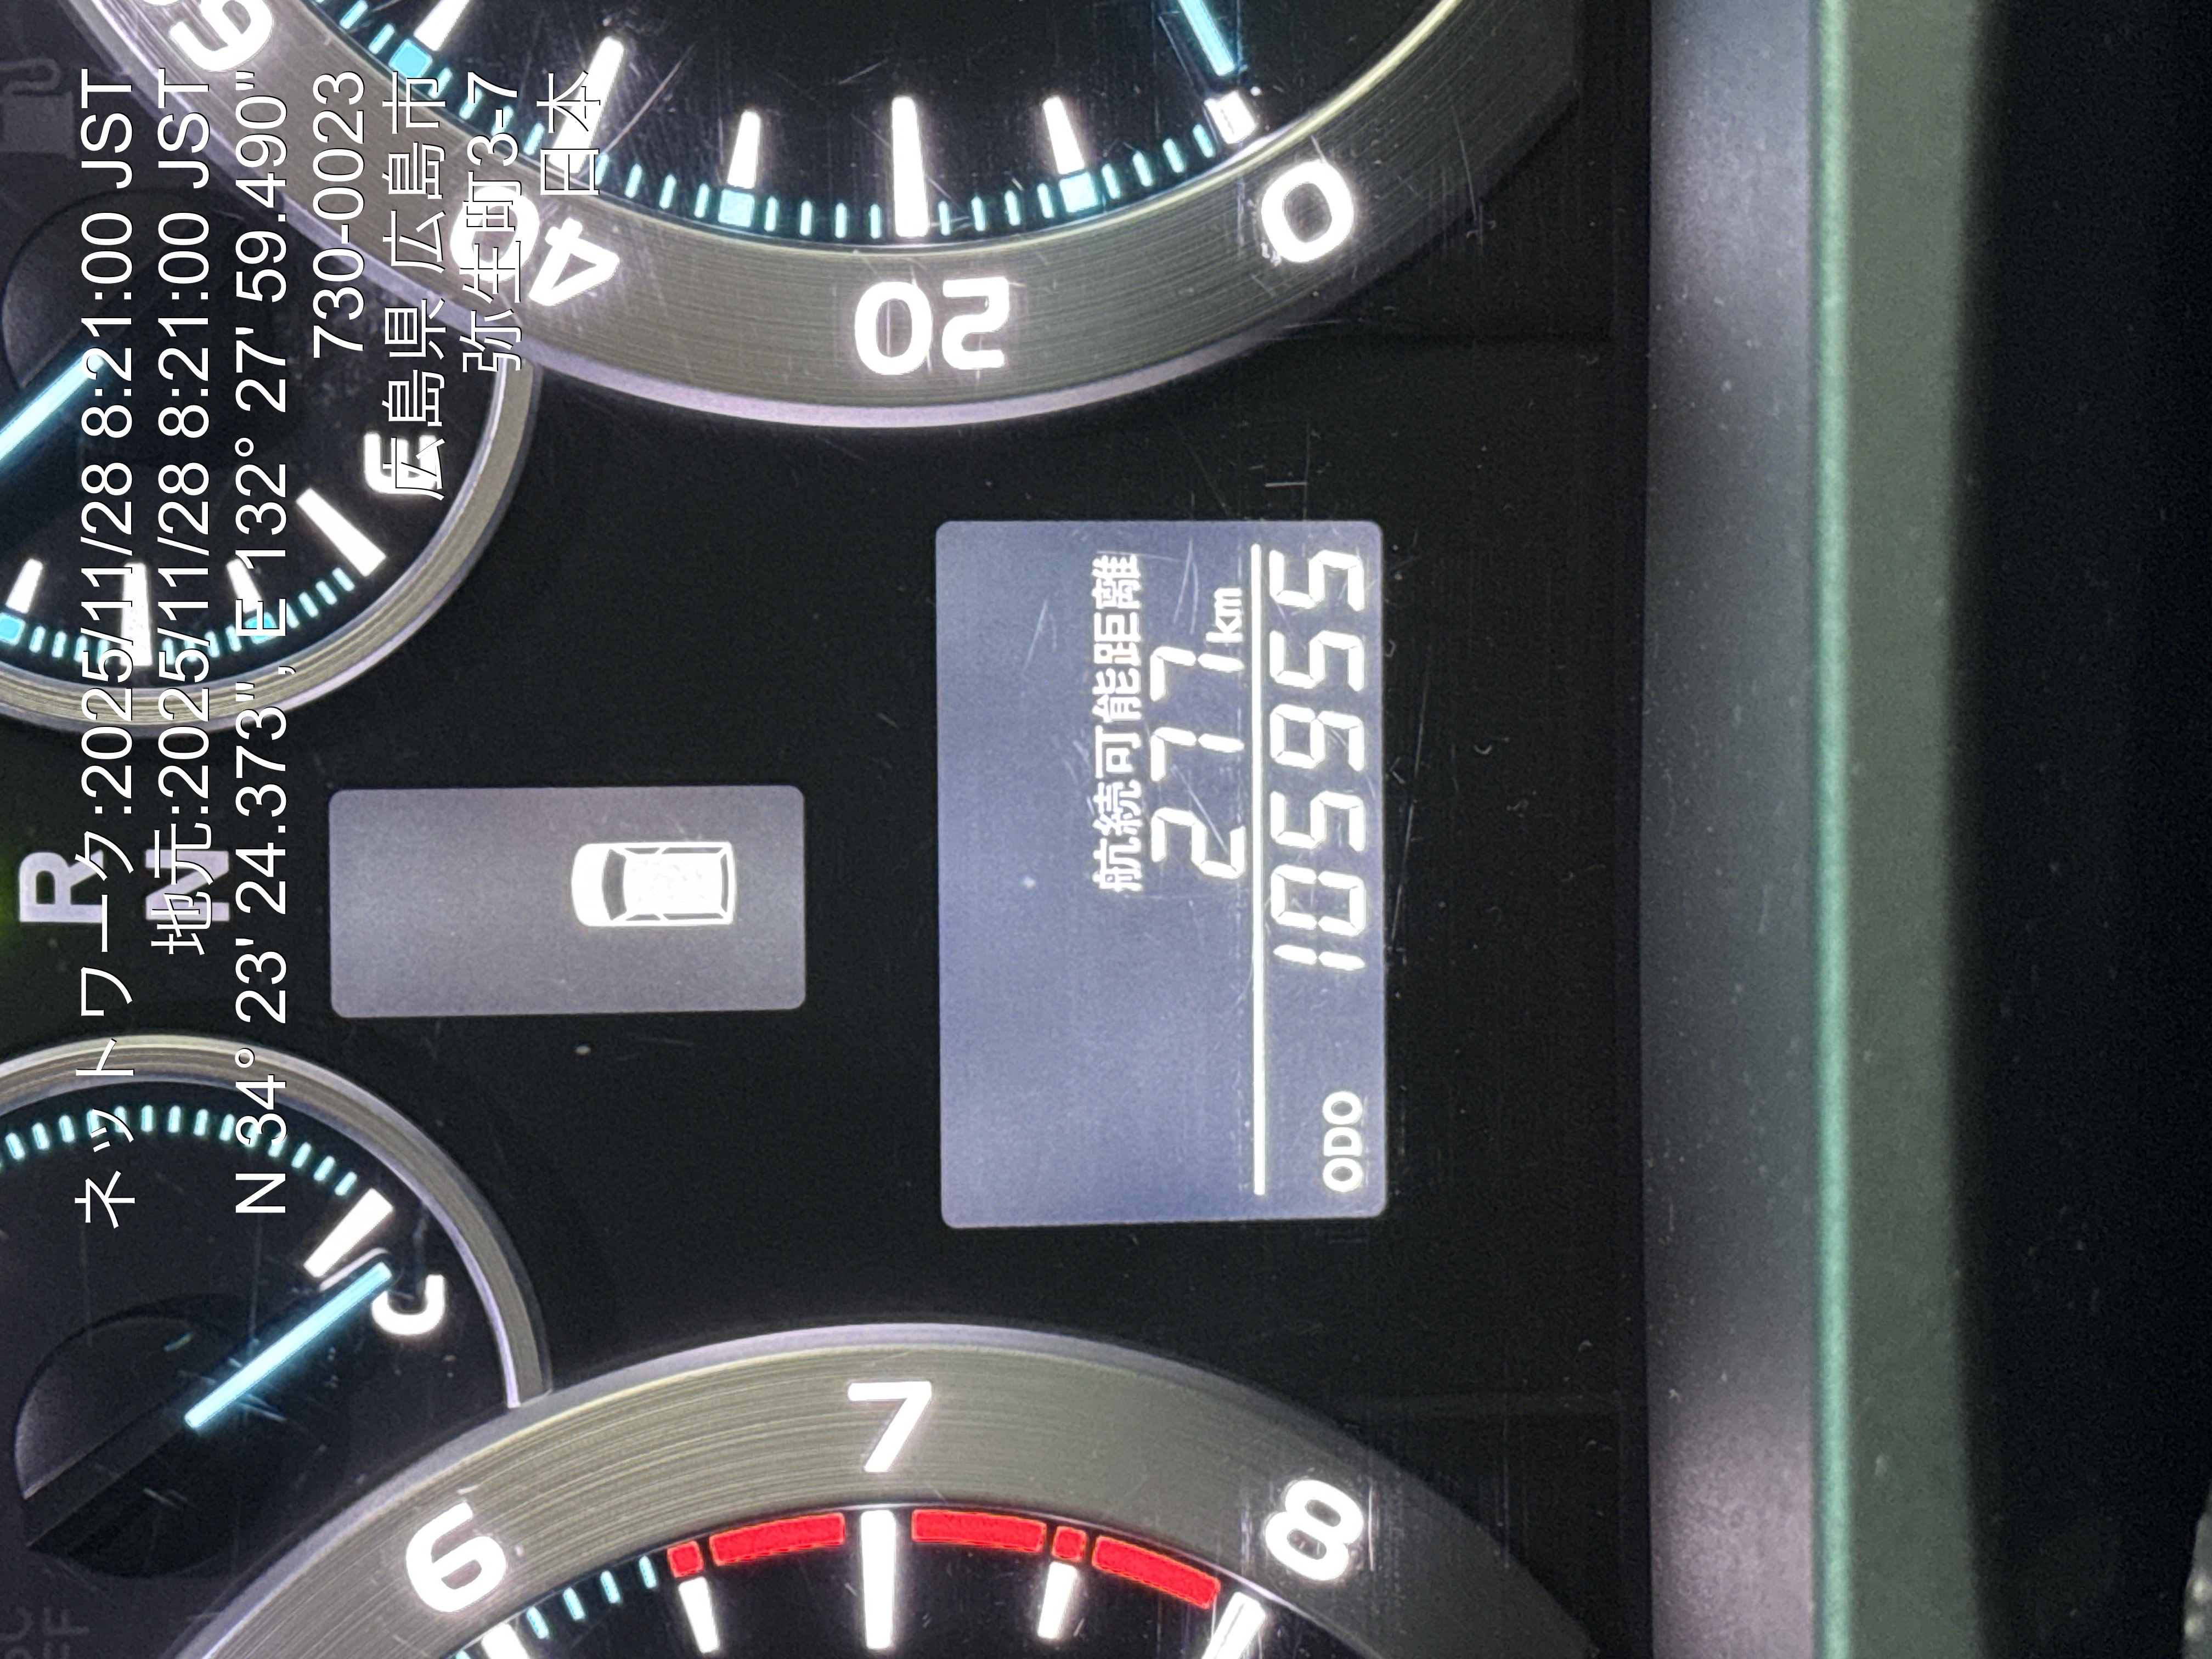 ネットワーク:2025/11/28 8:21:00 JST
地元:2025/11/28 8:21:00 JST
N 34° 23' 24.373", E 132° 27' 59.490"
730-0023
広島県 広島市
弥生町3-7
日本
R
N
C
E
6
7
8
0
20
40
航続可能距離
277km
ODO 105955